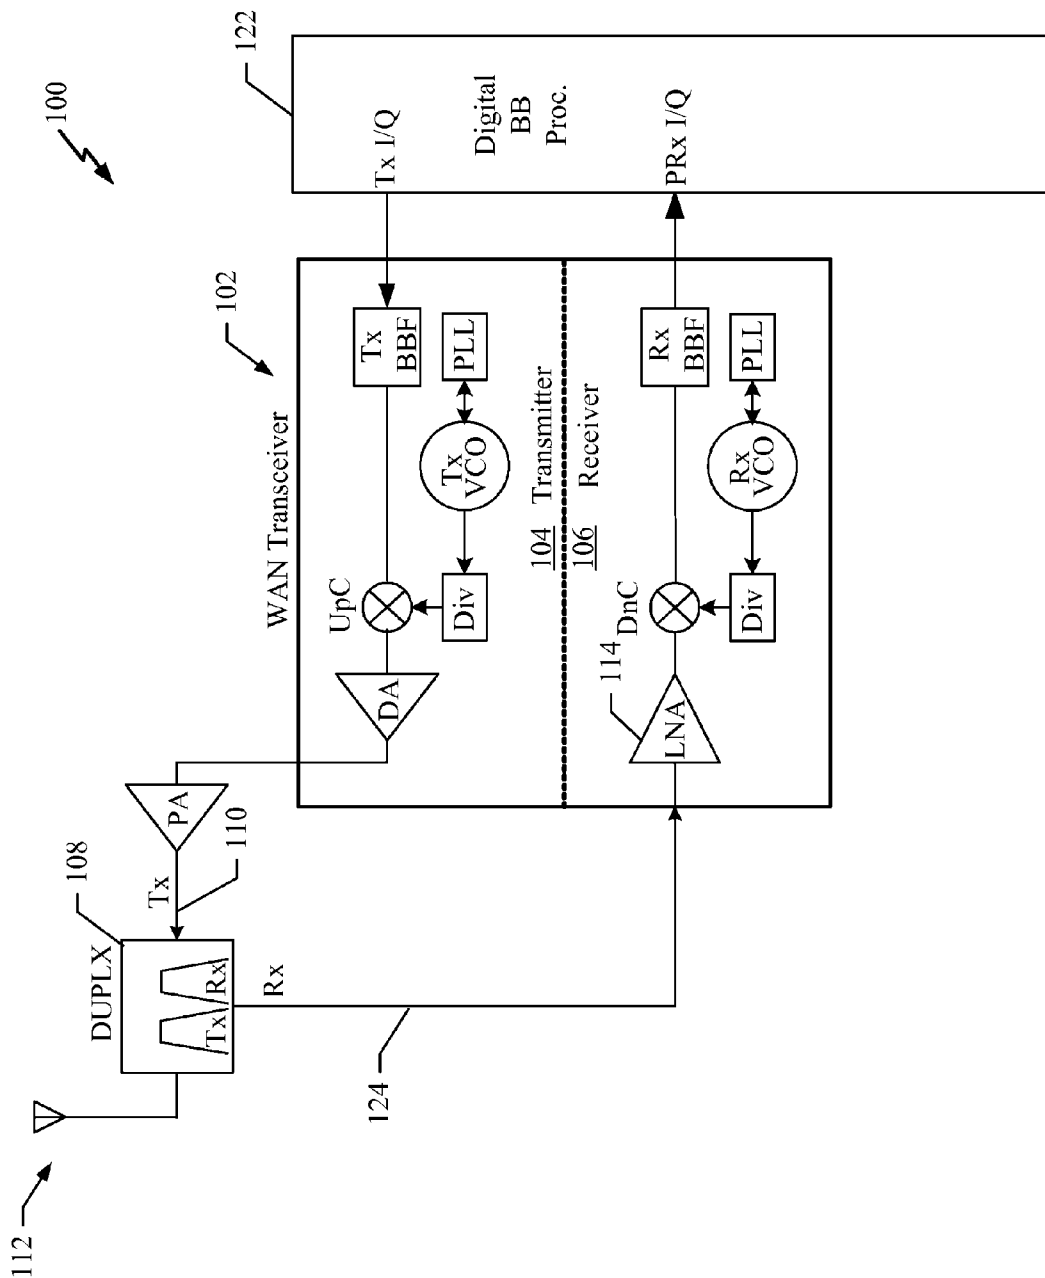 100
112
DUPLX
108
Tx
Rx
Tx
110
PA
Rx
124
102
WAN Transceiver
DA
UpC
Tx
BBF
Div
Tx
VCO
PLL
104 Transmitter
106 Receiver
114
LNA
DnC
Rx
BBF
Div
Rx
VCO
PLL
122
Tx I/Q
Digital
BB
Proc.
PRx I/Q